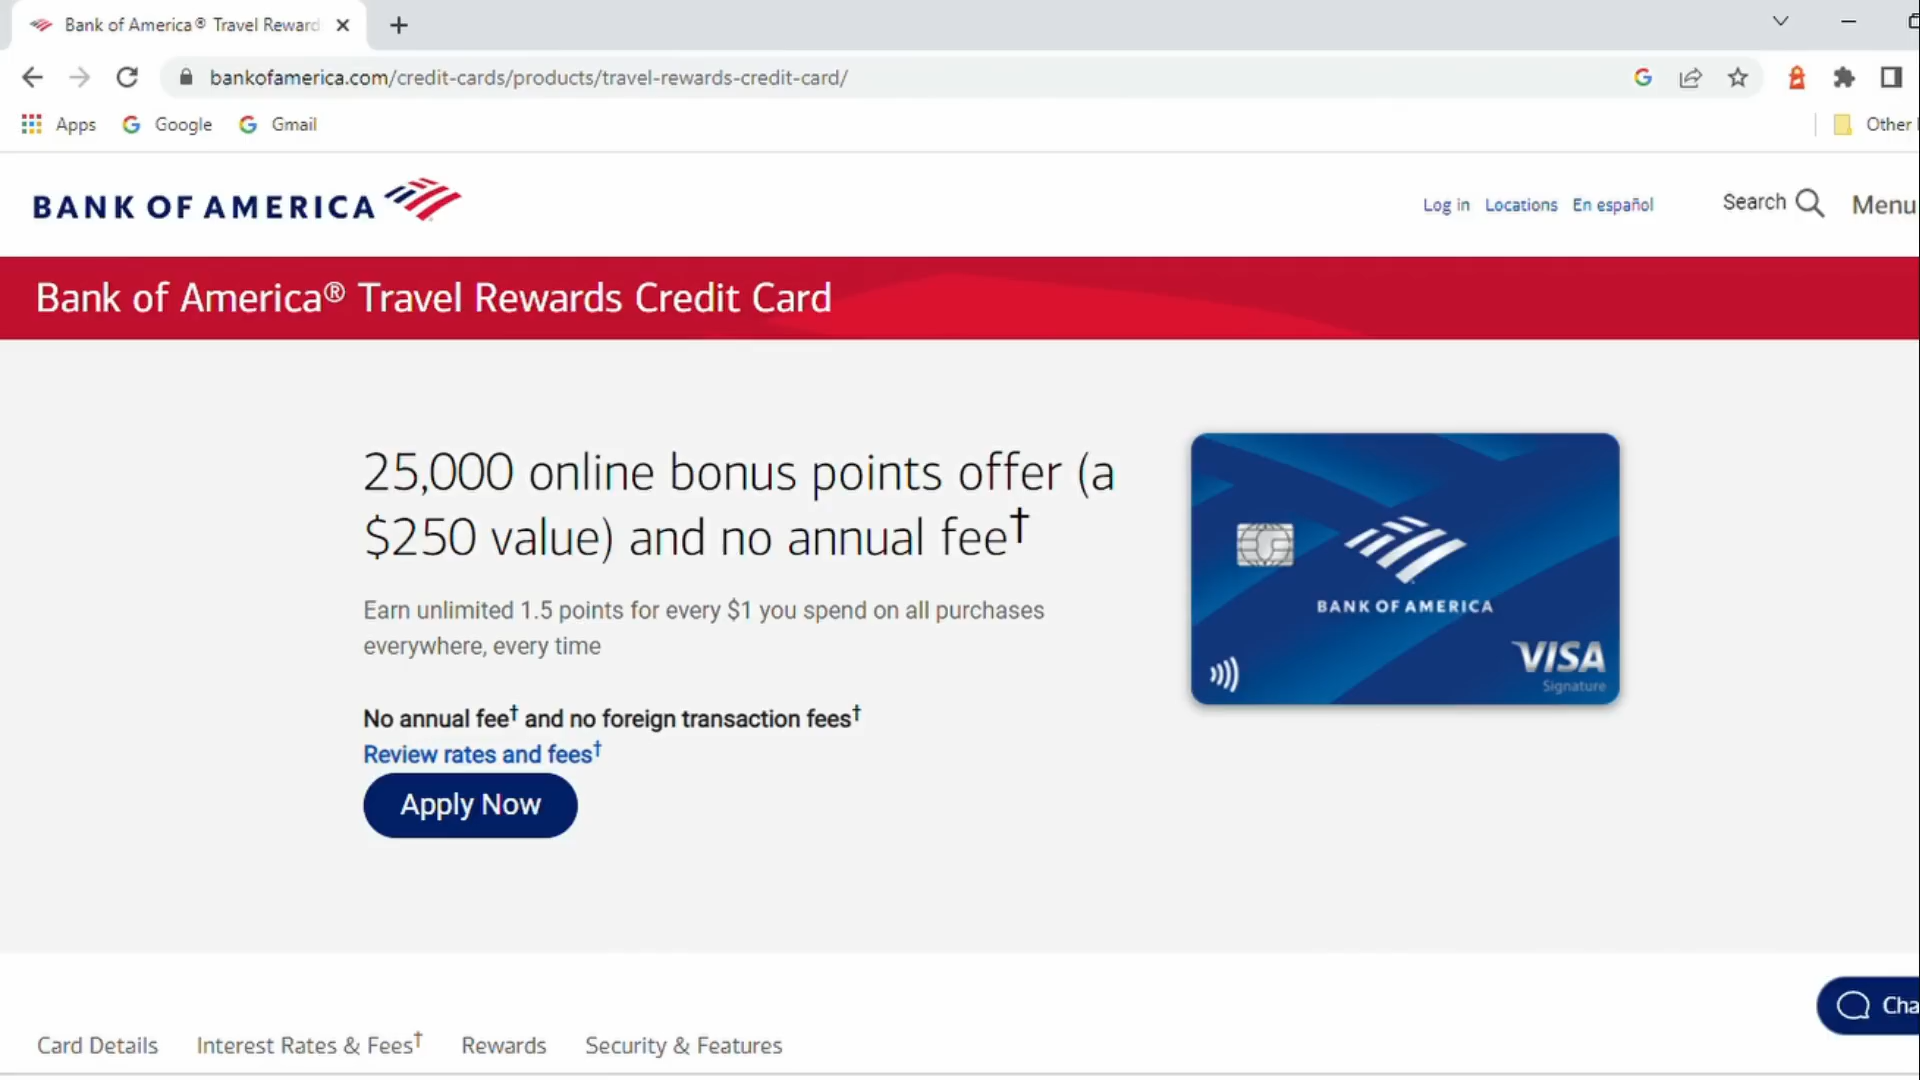 Bank of America® Travel Reward
bankofamerica.com/credit-cards/products/travel-rewards-credit-card/
Apps Google Gmail Other
BANK OF AMERICA
Log in Locations En español Search Menu
Bank of America® Travel Rewards Credit Card
25,000 online bonus points offer (a
$250 value) and no annual fee†
Earn unlimited 1.5 points for every $1 you spend on all purchases
everywhere, every time
No annual fee† and no foreign transaction fees†
Review rates and fees†
Apply Now
BANK OF AMERICA
VISA
Signature
Cha
Card Details Interest Rates & Fees† Rewards Security & Features